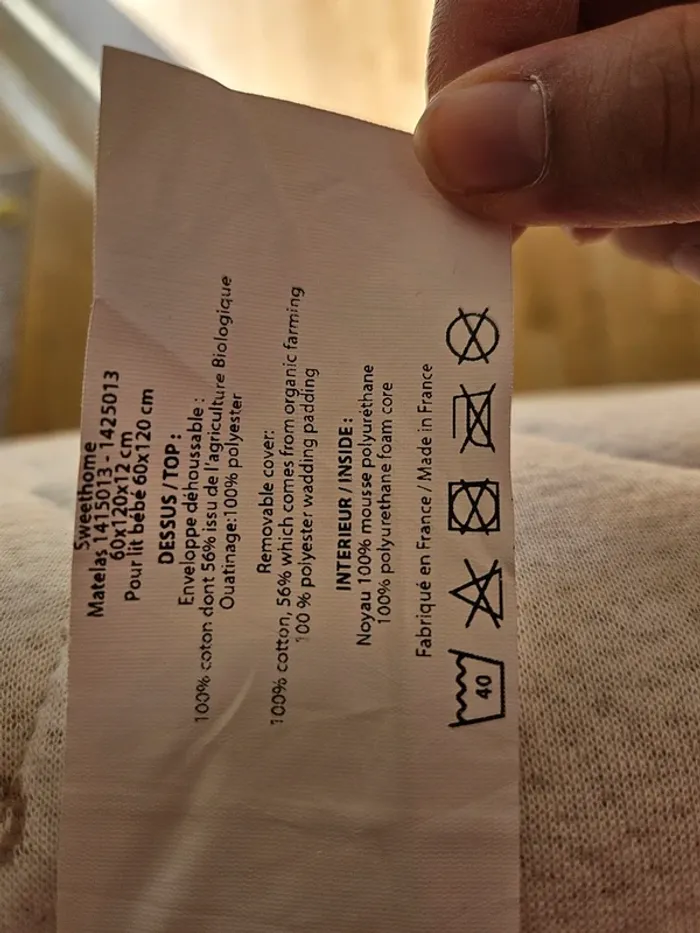 Sweethome
Matelas 1415013 - 1425013
60x120x12 cm
Pour lit bébé 60x120 cm
DESSUS / TOP :
Enveloppe déhoussable :
100% coton dont 56% issu de l'agriculture Biologique
Ouatinage:100% polyester
Removable cover:
100% cotton, 56% which comes from organic farming
100 % polyester wadding padding
INTERIEUR / INSIDE :
Noyau 100% mousse polyuréthane
100% polyurethane foam core
Fabriqué en France / Made in France
40